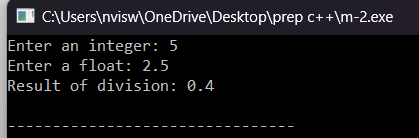 C:\Users\nvisw\OneDrive\Desktop\prep c++\m-2.exe
Enter an integer: 5
Enter a float: 2.5
Result of division: 0.4
--------------------------------